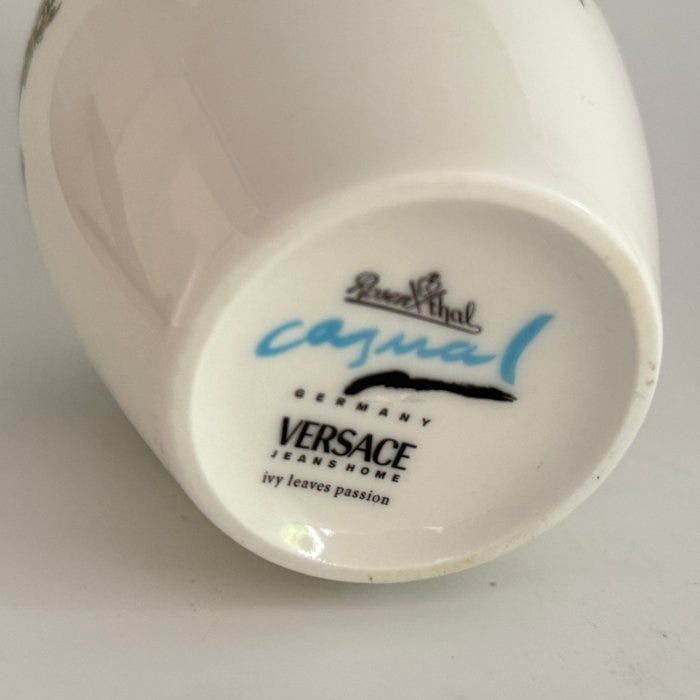 Rosenthal
casual
GERMANY
VERSACE
JEANS HOME
ivy leaves passion